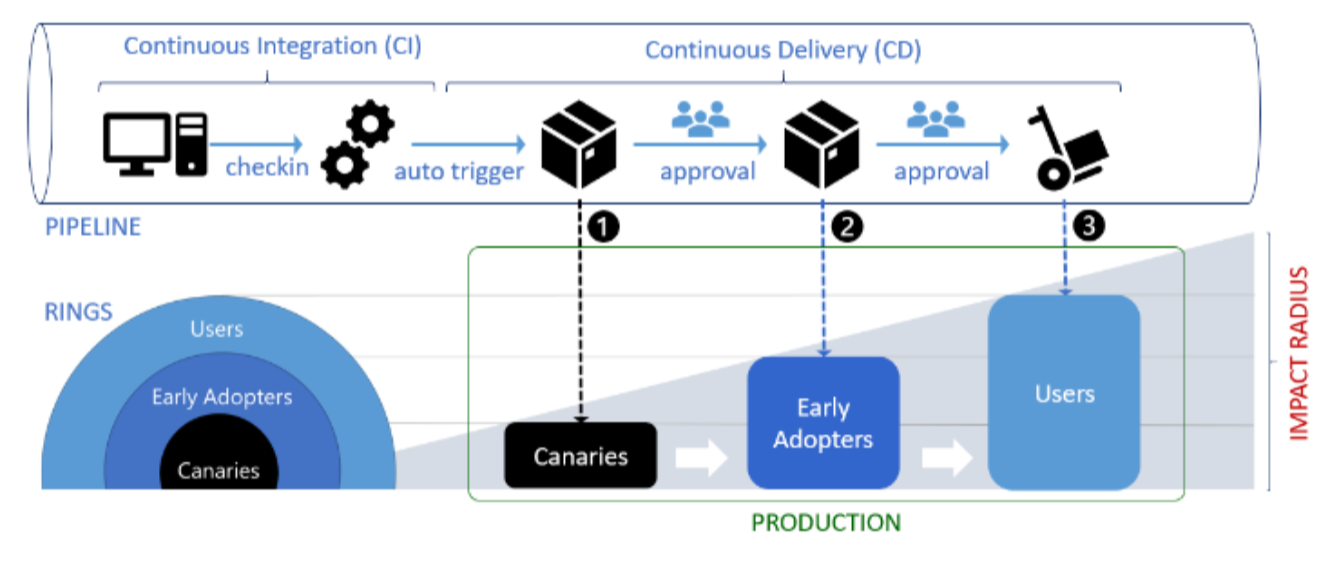 Continuous Integration (CI)
Continuous Delivery (CD)
checkin
auto trigger
approval
approval
PIPELINE
1
2
3
RINGS
Users
Early Adopters
Canaries
Canaries
Early
Adopters
Users
IMPACT RADIUS
PRODUCTION